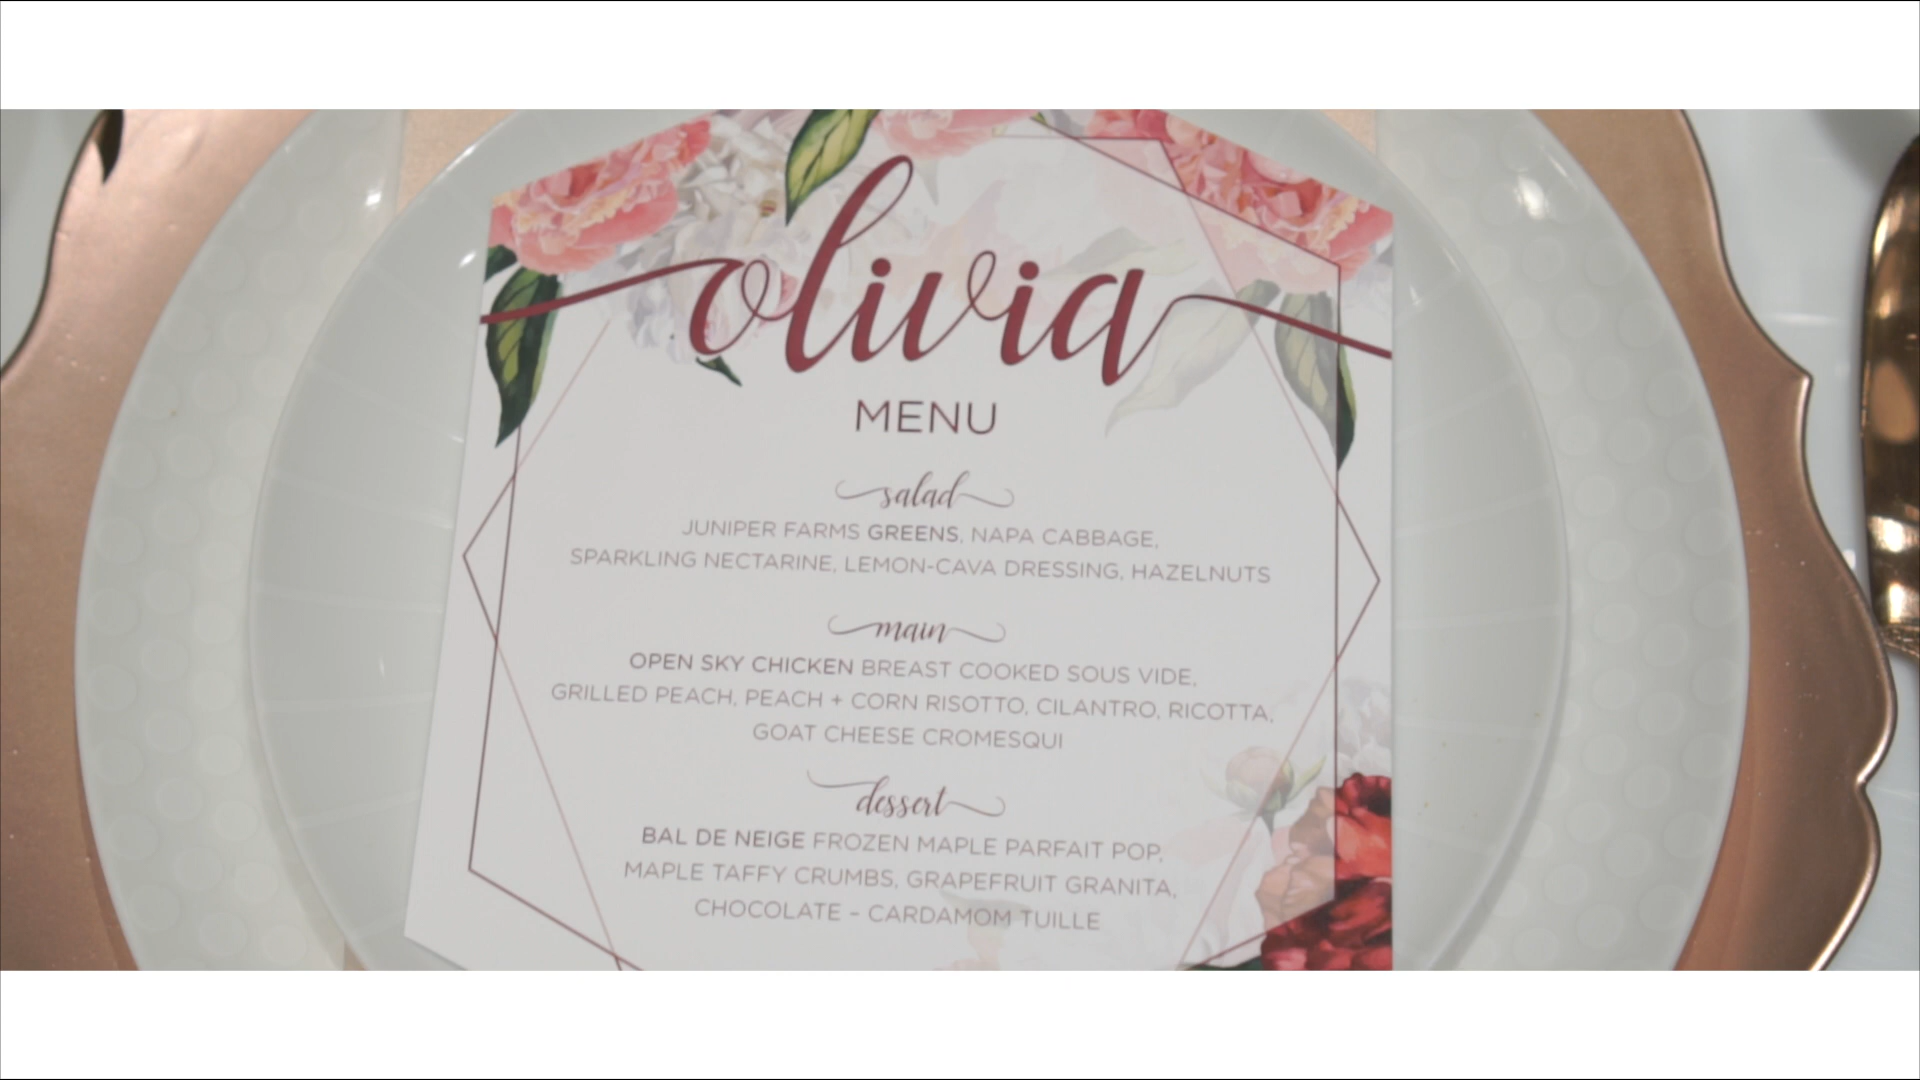 olivia
MENU
salad
JUNIPER FARMS GREENS, NAPA CABBAGE,
SPARKLING NECTARINE, LEMON-CAVA DRESSING, HAZELNUTS
main
OPEN SKY CHICKEN BREAST COOKED SOUS VIDE,
GRILLED PEACH, PEACH + CORN RISOTTO, CILANTRO, RICOTTA,
GOAT CHEESE CROMESQUI
dessert
BAL DE NEIGE FROZEN MAPLE PARFAIT POP,
MAPLE TAFFY CRUMBS, GRAPEFRUIT GRANITA,
CHOCOLATE – CARDAMOM TUILLE